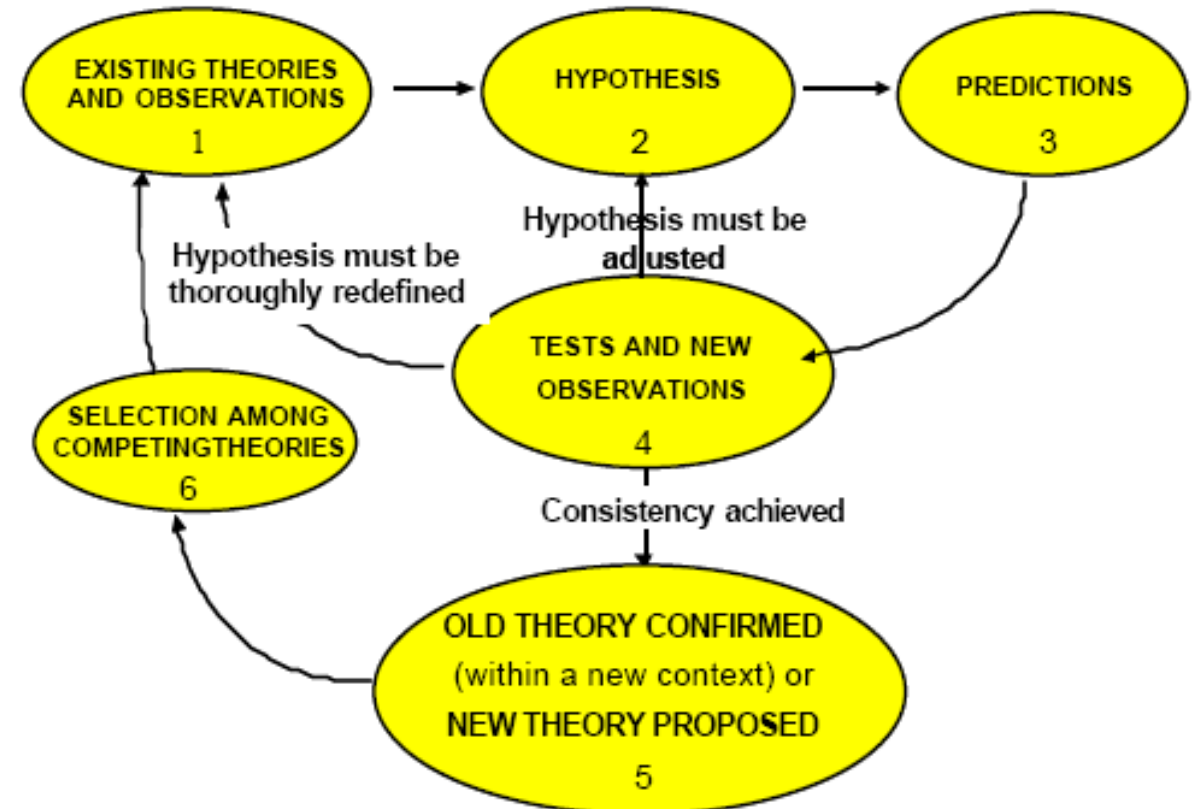 EXISTING THEORIES
AND OBSERVATIONS
1
HYPOTHESIS
2
PREDICTIONS
3
Hypothesis must be
adjusted
Hypothesis must be
thoroughly redefined
TESTS AND NEW
OBSERVATIONS
4
SELECTION AMONG
COMPETINGTHEORIES
6
Consistency achieved
OLD THEORY CONFIRMED
(within a new context) or
NEW THEORY PROPOSED
5